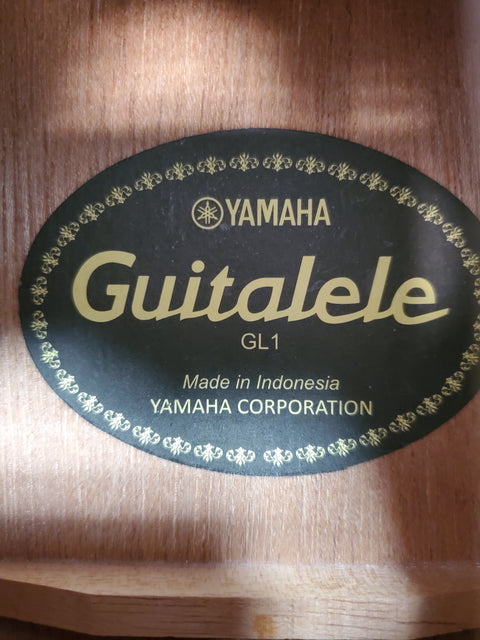 YAMAHA
Guitalele
GL1
Made in Indonesia
YAMAHA CORPORATION